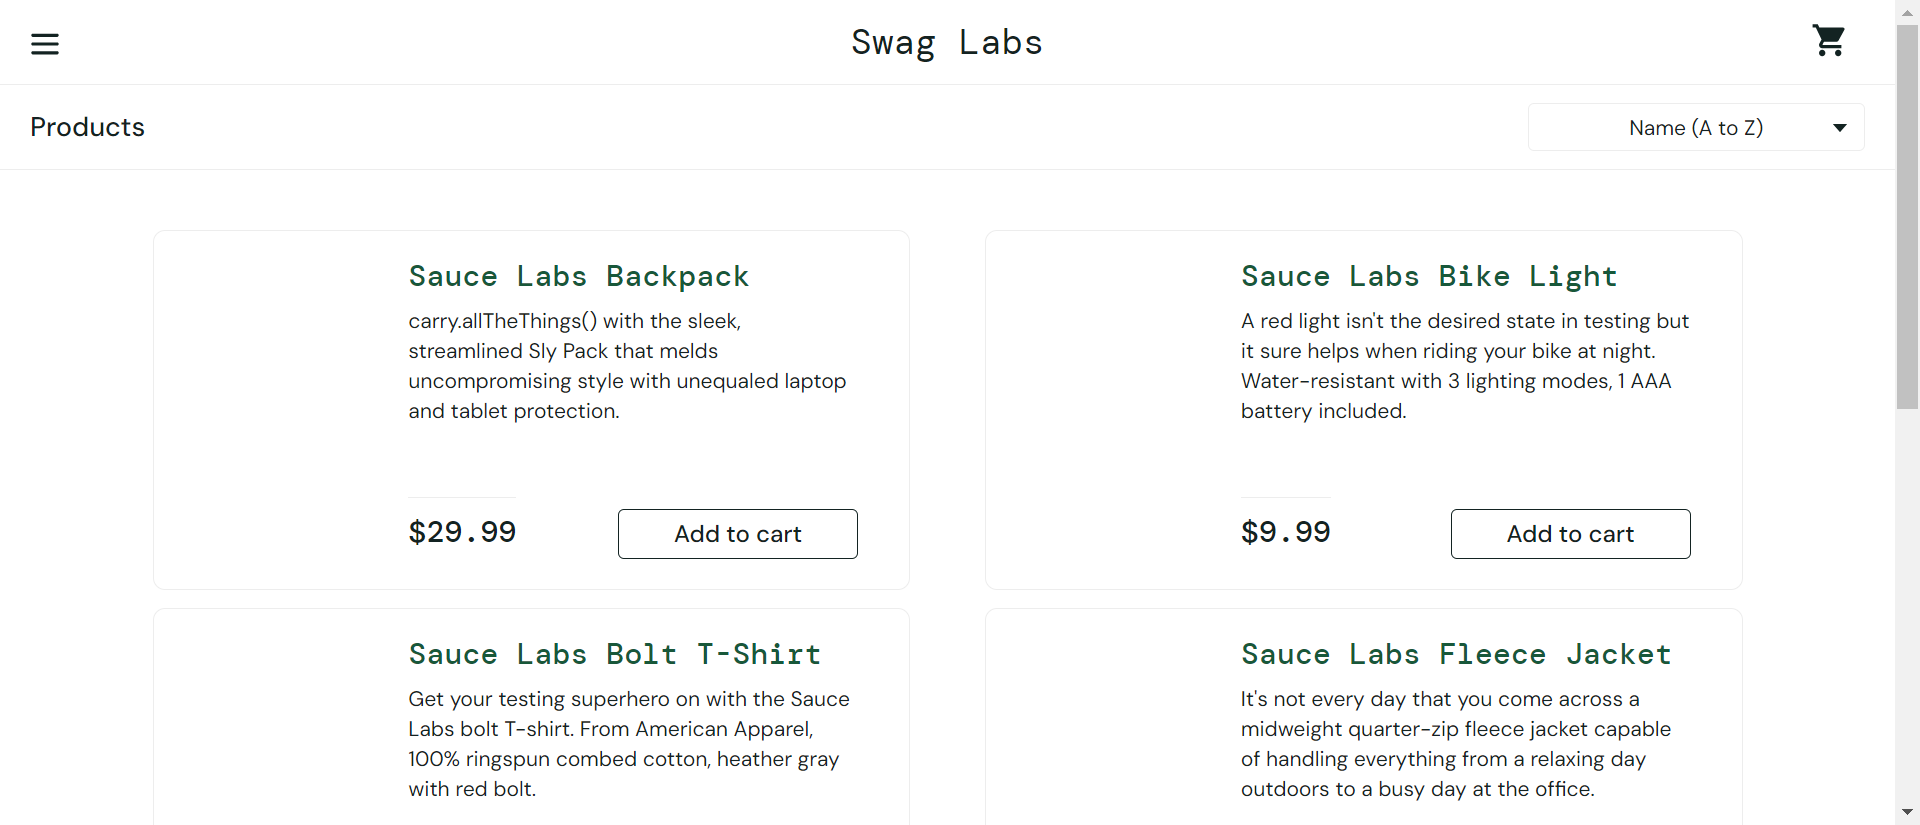 Swag Labs
Products
Name (A to Z)
Sauce Labs Backpack
carry.allTheThings() with the sleek,
streamlined Sly Pack that melds
uncompromising style with unequaled laptop
and tablet protection.
$29.99
Add to cart
Sauce Labs Bike Light
A red light isn't the desired state in testing but
it sure helps when riding your bike at night.
Water-resistant with 3 lighting modes, 1 AAA
battery included.
$9.99
Add to cart
Sauce Labs Bolt T-Shirt
Get your testing superhero on with the Sauce
Labs bolt T-shirt. From American Apparel,
100% ringspun combed cotton, heather gray
with red bolt.
Sauce Labs Fleece Jacket
It's not every day that you come across a
midweight quarter-zip fleece jacket capable
of handling everything from a relaxing day
outdoors to a busy day at the office.